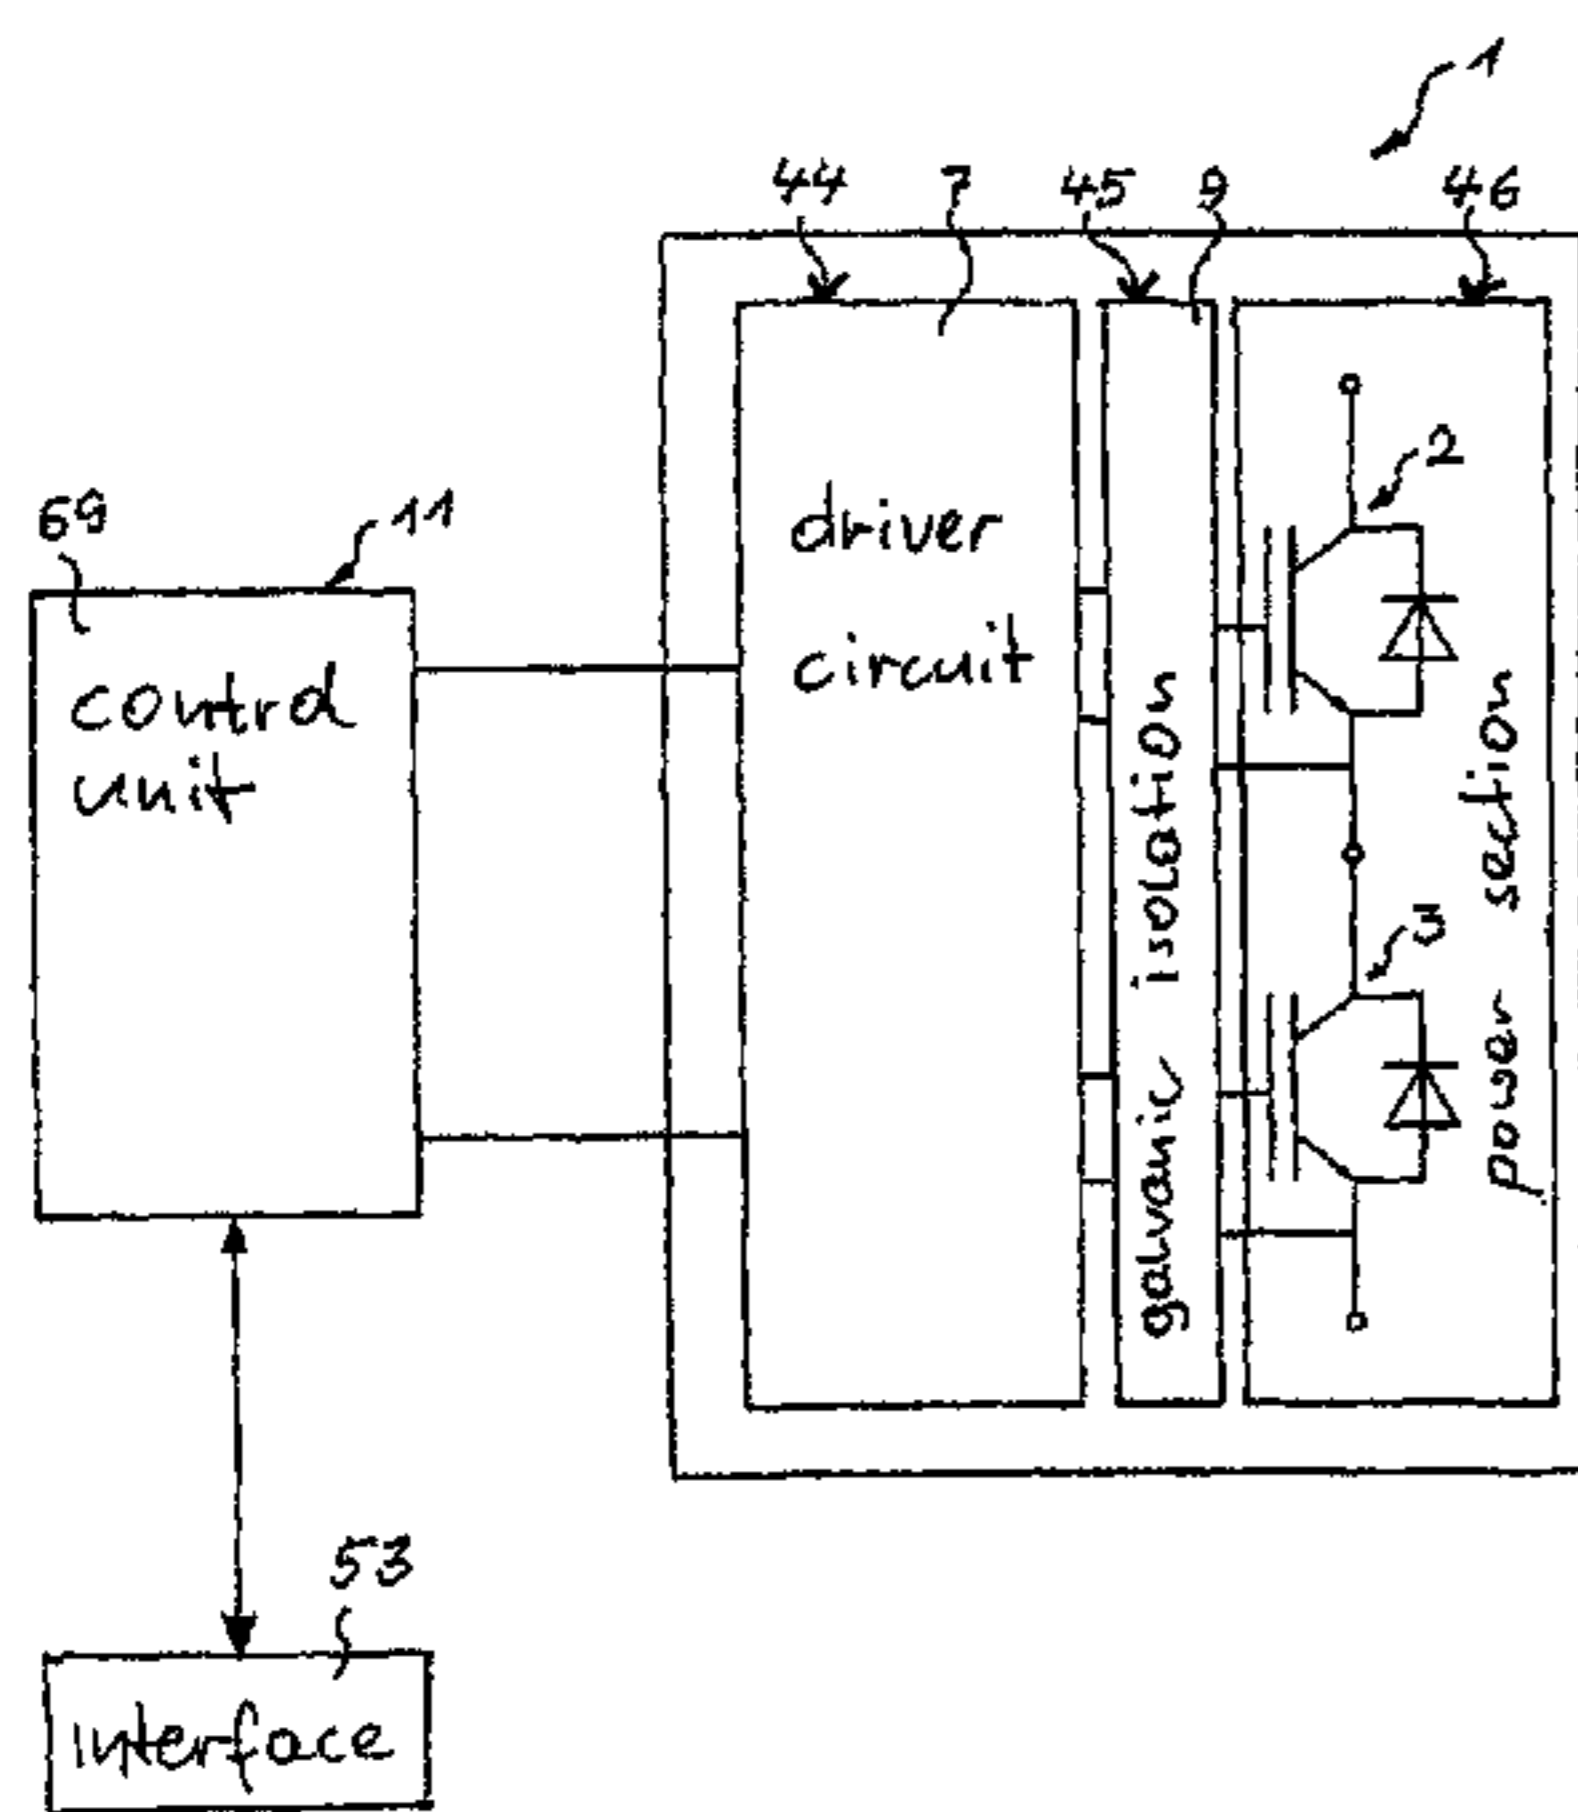 1
44 7 45 9 46
2
69 11
driver
circuit
control
unit
galvanic isolation
power section
3
53
interface